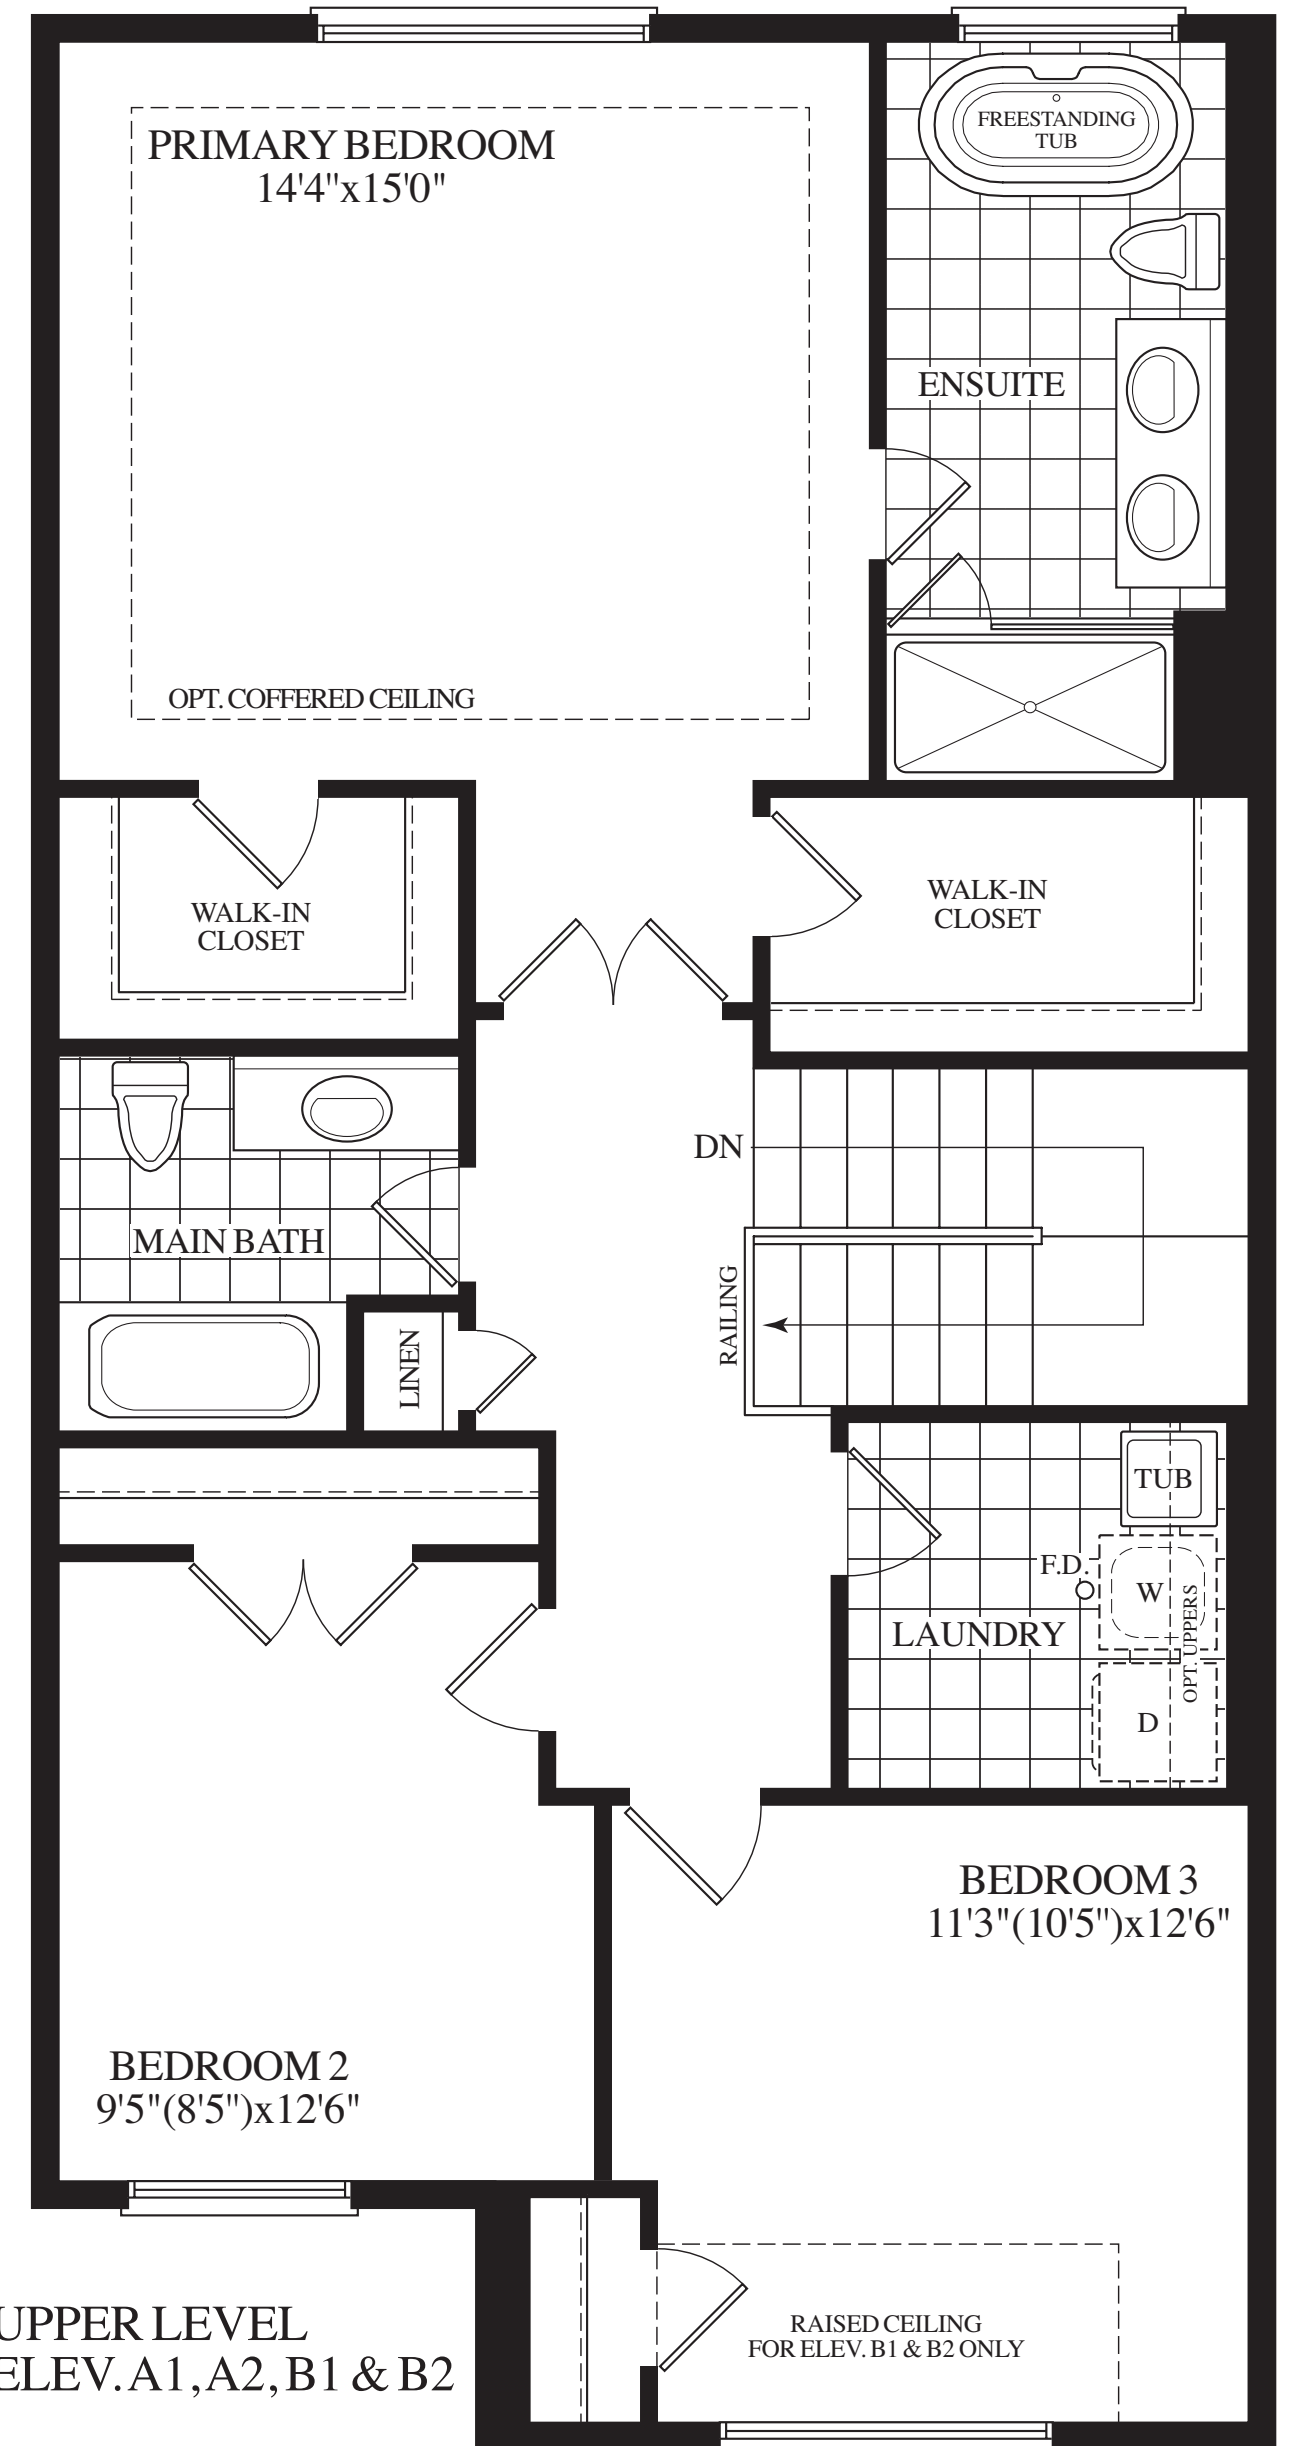 PRIMARY BEDROOM
14'4"x15'0"
FREESTANDING
TUB
ENSUITE
OPT. COFFERED CEILING
WALK-IN
CLOSET
WALK-IN
CLOSET
DN
MAIN BATH
RAILING
LINEN
TUB
F.D.
W
OPT. UPPERS
LAUNDRY
D
BEDROOM 3
11'3"(10'5")x12'6"
BEDROOM 2
9'5"(8'5")x12'6"
RAISED CEILING
FOR ELEV. B1 & B2 ONLY
UPPER LEVEL
ELEV. A1, A2, B1 & B2